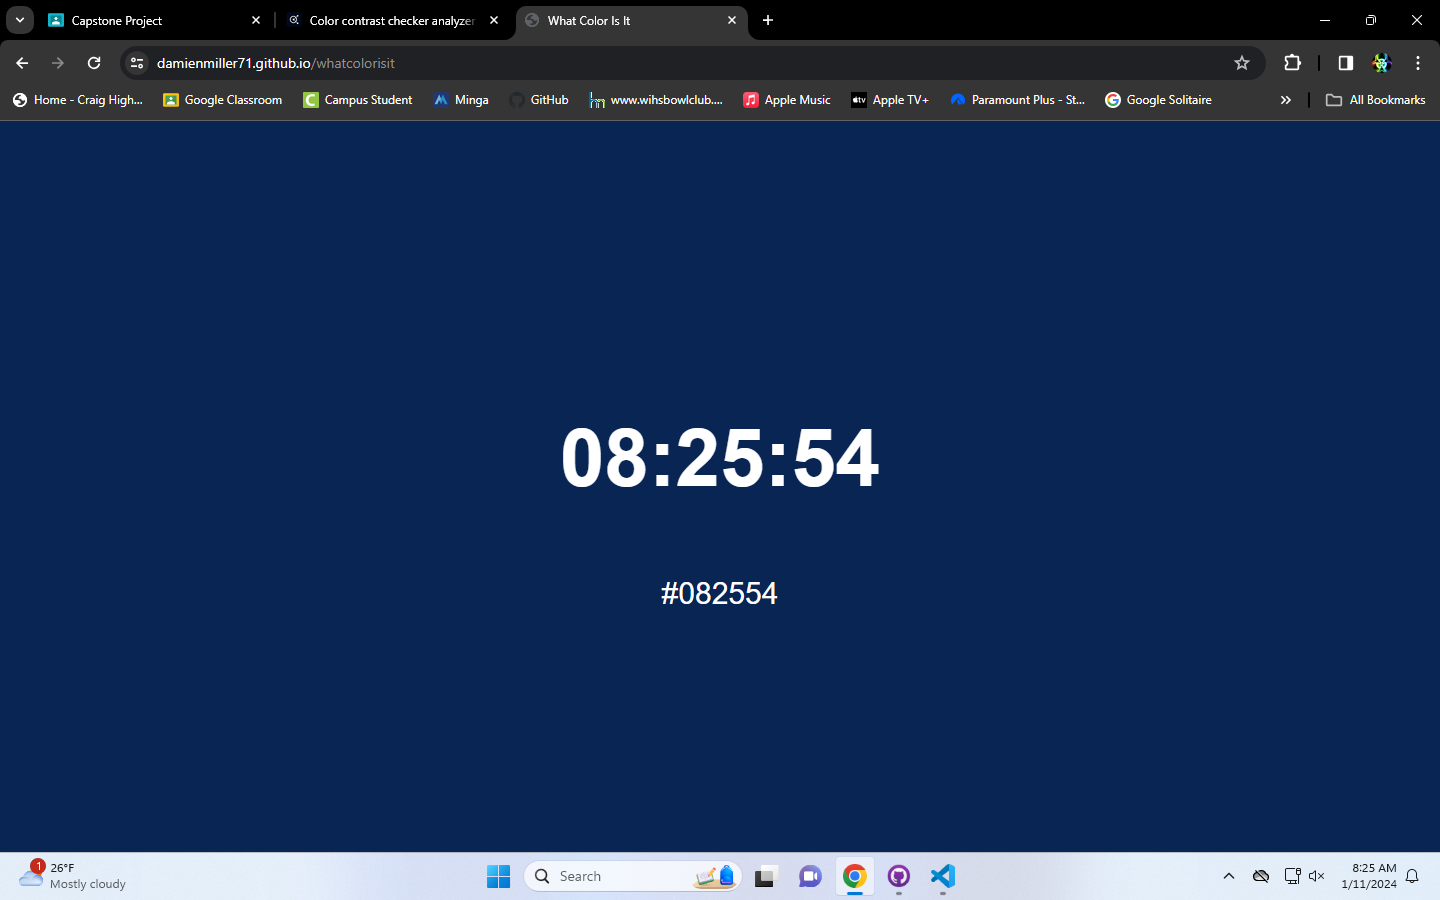 Capstone Project
Color contrast checker analyzer
What Color Is It
damienmiller71.github.io/whatcolorisit
Home - Craig High...
Google Classroom
Campus Student
Minga
GitHub
www.wihsbowlclub....
Apple Music
Apple TV+
Paramount Plus - St...
Google Solitaire
All Bookmarks
08:25:54
#082554
1
26°F
Mostly cloudy
Search
8:25 AM
1/11/2024